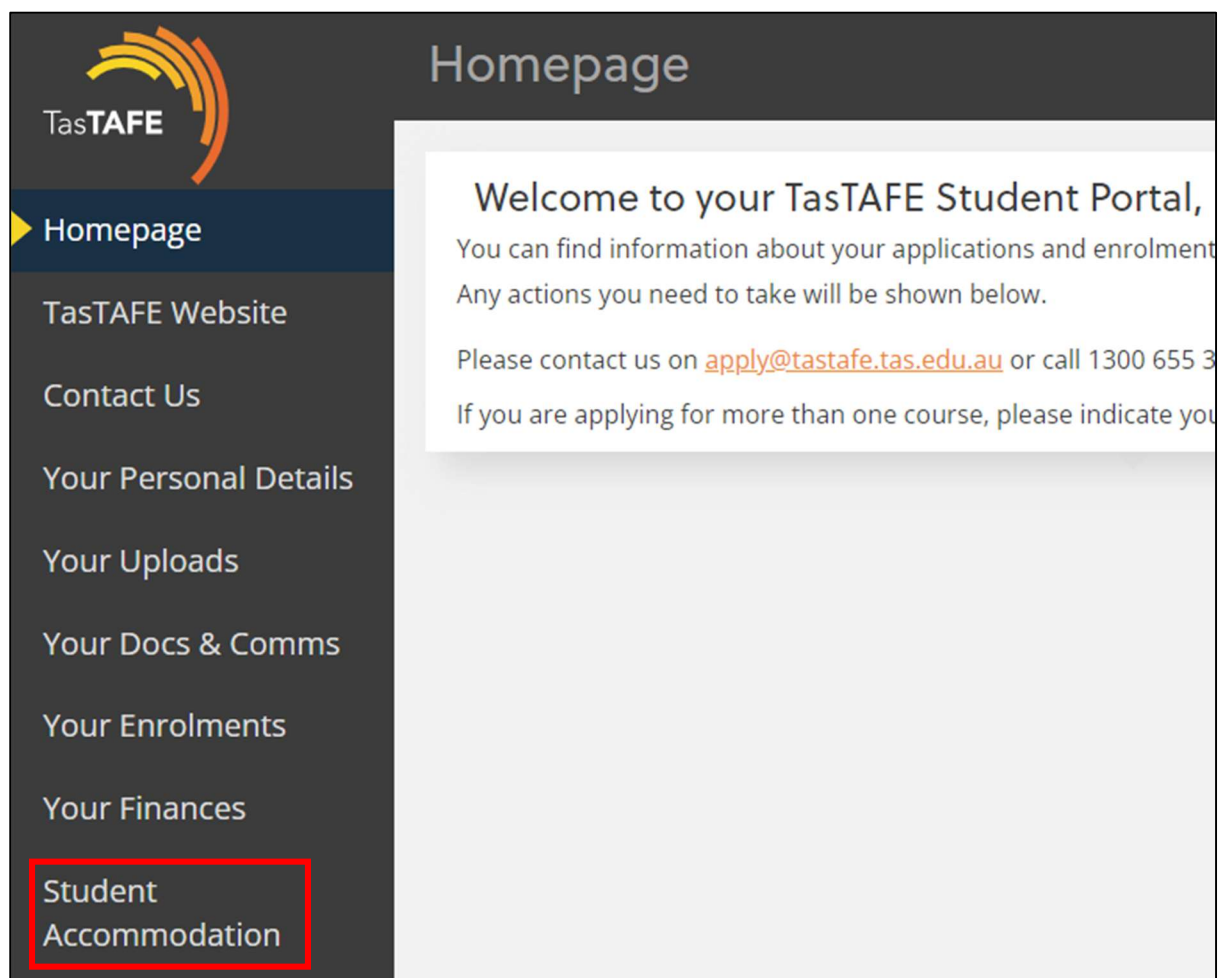 TasTAFE
Homepage
TasTAFE Website
Contact Us
Your Personal Details
Your Uploads
Your Docs & Comms
Your Enrolments
Your Finances
Student
Accommodation
Homepage
Welcome to your TasTAFE Student Portal,
You can find information about your applications and enrolment
Any actions you need to take will be shown below.
Please contact us on apply@tastafe.tas.edu.au or call 1300 655 3
If you are applying for more than one course, please indicate you